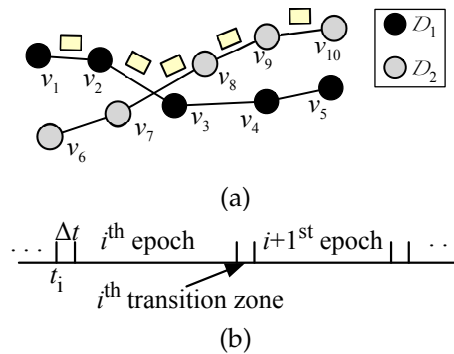 v₁ v₂ v₃ v₄ v₅ v₆ v₇ v₈ v₉ v₁₀
D₁
D₂
(a)
. . . Δt iᵗʰ epoch i+1ˢᵗ epoch . .
tᵢ
iᵗʰ transition zone
(b)